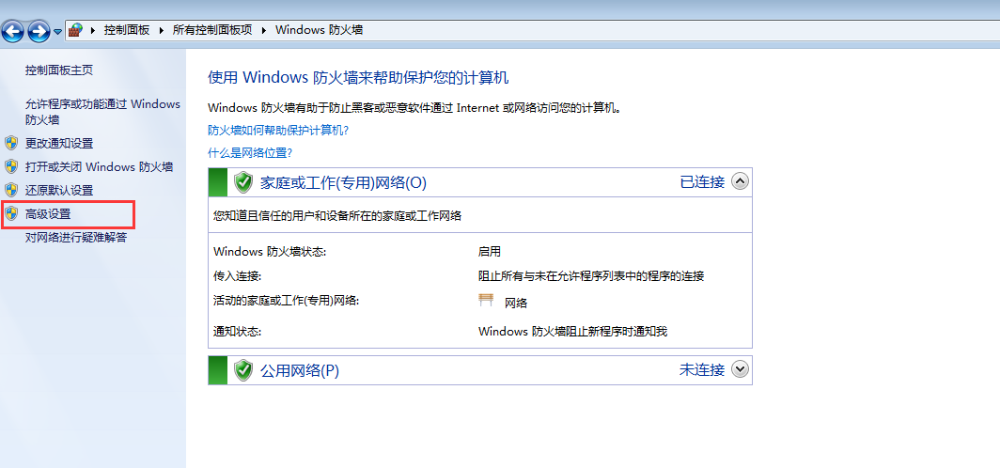 控制面板 所有控制面板项 Windows 防火墙
控制面板主页
允许程序或功能通过 Windows
防火墙
更改通知设置
打开或关闭 Windows 防火墙
还原默认设置
高级设置
对网络进行疑难解答
使用 Windows 防火墙来帮助保护您的计算机
Windows 防火墙有助于防止黑客或恶意软件通过 Internet 或网络访问您的计算机。
防火墙如何帮助保护计算机?
什么是网络位置?
家庭或工作(专用)网络(O) 已连接
您知道且信任的用户和设备所在的家庭或工作网络
Windows 防火墙状态: 启用
传入连接: 阻止所有与未在允许程序列表中的程序的连接
活动的家庭或工作(专用)网络: 网络
通知状态: Windows 防火墙阻止新程序时通知我
公用网络(P) 未连接